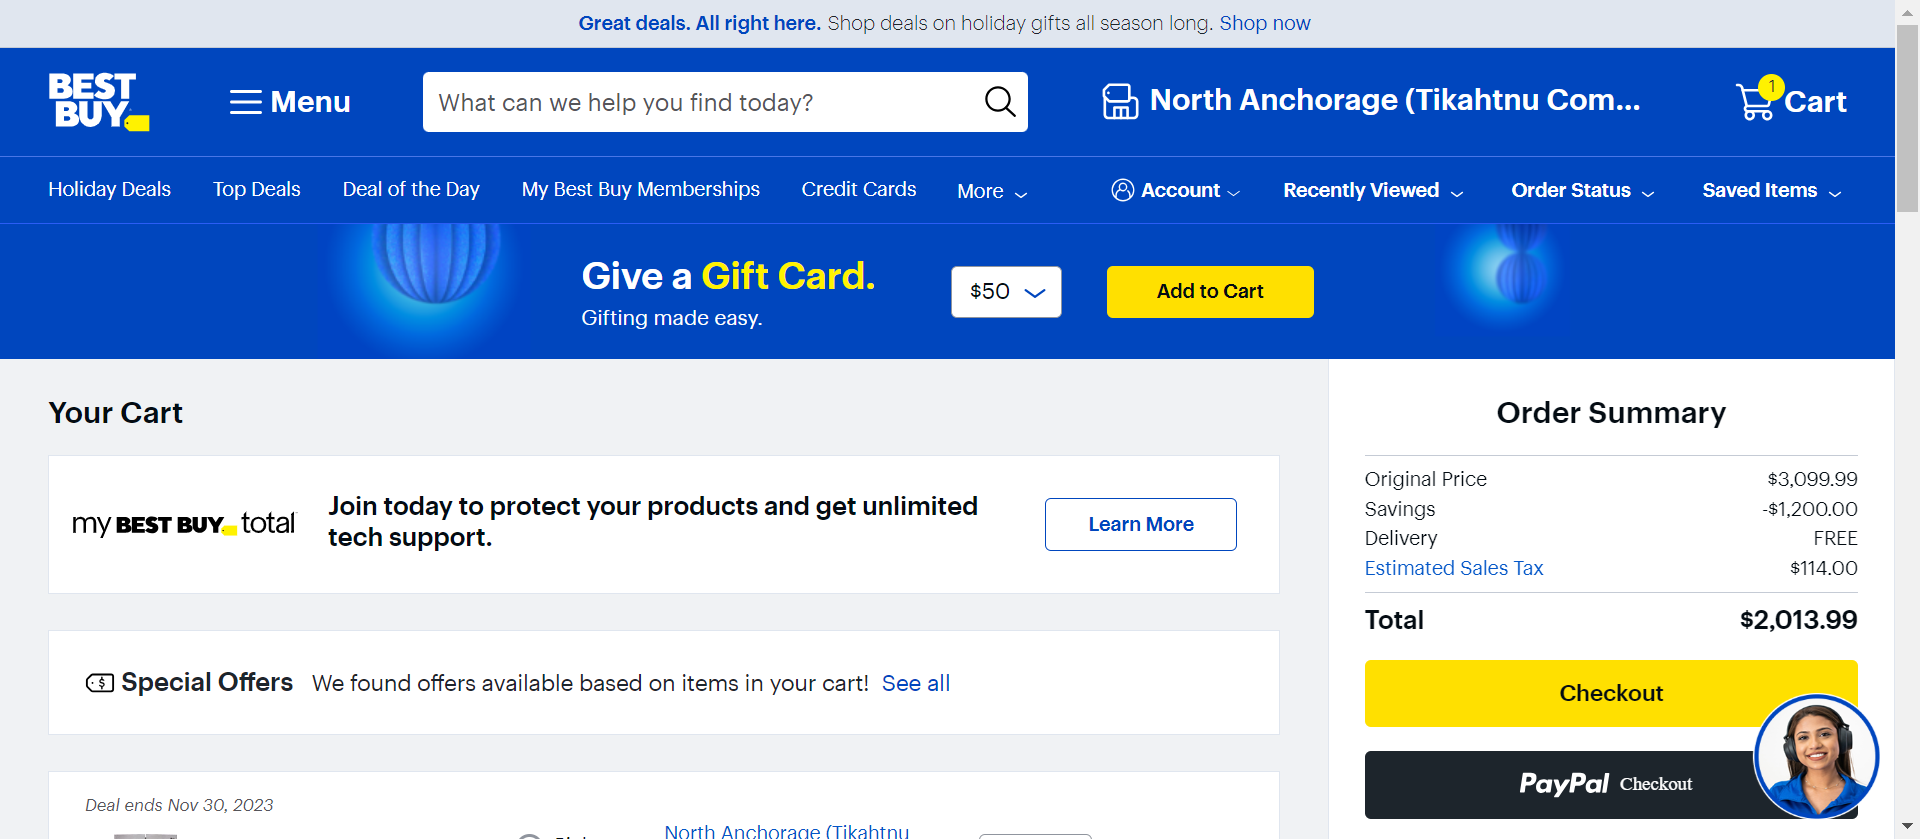 Great deals. All right here. Shop deals on holiday gifts all season long. Shop now
BEST BUY
Menu
What can we help you find today?
North Anchorage (Tikahtnu Com...
1
Cart
Holiday Deals
Top Deals
Deal of the Day
My Best Buy Memberships
Credit Cards
More
Account
Recently Viewed
Order Status
Saved Items
Give a Gift Card.
Gifting made easy.
$50
Add to Cart
Your Cart
my BEST BUY total
Join today to protect your products and get unlimited
tech support.
Learn More
Special Offers We found offers available based on items in your cart! See all
Deal ends Nov 30, 2023
North Anchorage (Tikahtnu
Order Summary
Original Price $3,099.99
Savings -$1,200.00
Delivery FREE
Estimated Sales Tax $114.00
Total $2,013.99
Checkout
PayPal Checkout